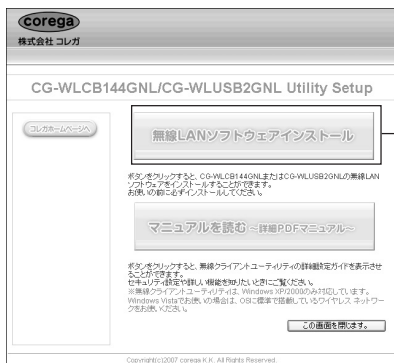 corega
株式会社 コレガ
CG-WLCB144GNL/CG-WLUSB2GNL Utility Setup
コレガホームページへ
無線LANソフトウェアインストール
ボタンをクリックすると、CG-WLCB144GNLまたはCG-WLUSB2GNLの無線LAN
ソフトウェアをインストールすることができます。
お使いの前に必ずインストールしてください。
マニュアルを読む ~詳細PDFマニュアル~
ボタンをクリックすると、無線クライアントユーティリティの詳細設定ガイドを表示させ
ることができます。
セキュリティ設定や詳しい機能を知りたいときにご覧ください。
※無線クライアントユーティリティは、Windows XP/2000のみ対応しています。
Windows Vistaでお使いの場合は、OSに標準で搭載しているワイヤレス ネットワー
クをお使いください。
この画面を閉じます。
Copyright(c)2007 corega K.K. All Rights Reserved.